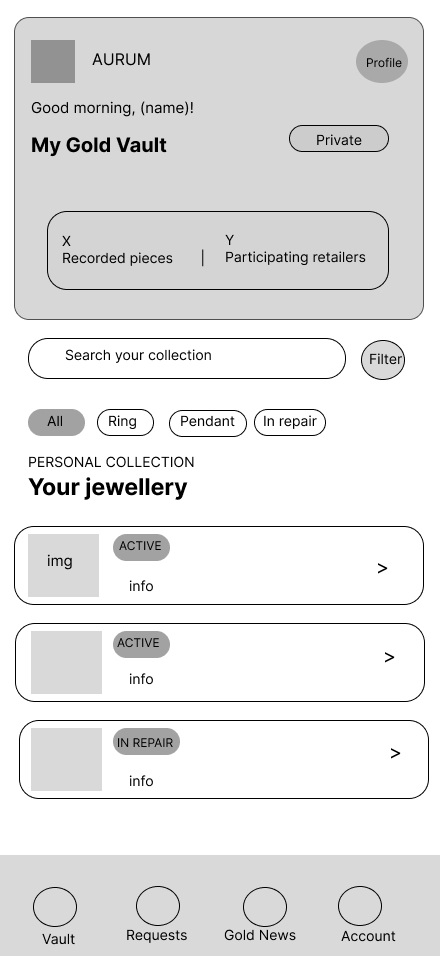 AURUM
Profile
Good morning, (name)!
My Gold Vault
Private
X
Recorded pieces
|
Y
Participating retailers
Search your collection
Filter
All
Ring
Pendant
In repair
PERSONAL COLLECTION
Your jewellery
img
ACTIVE
info
>
ACTIVE
info
>
IN REPAIR
info
>
Vault
Requests
Gold News
Account